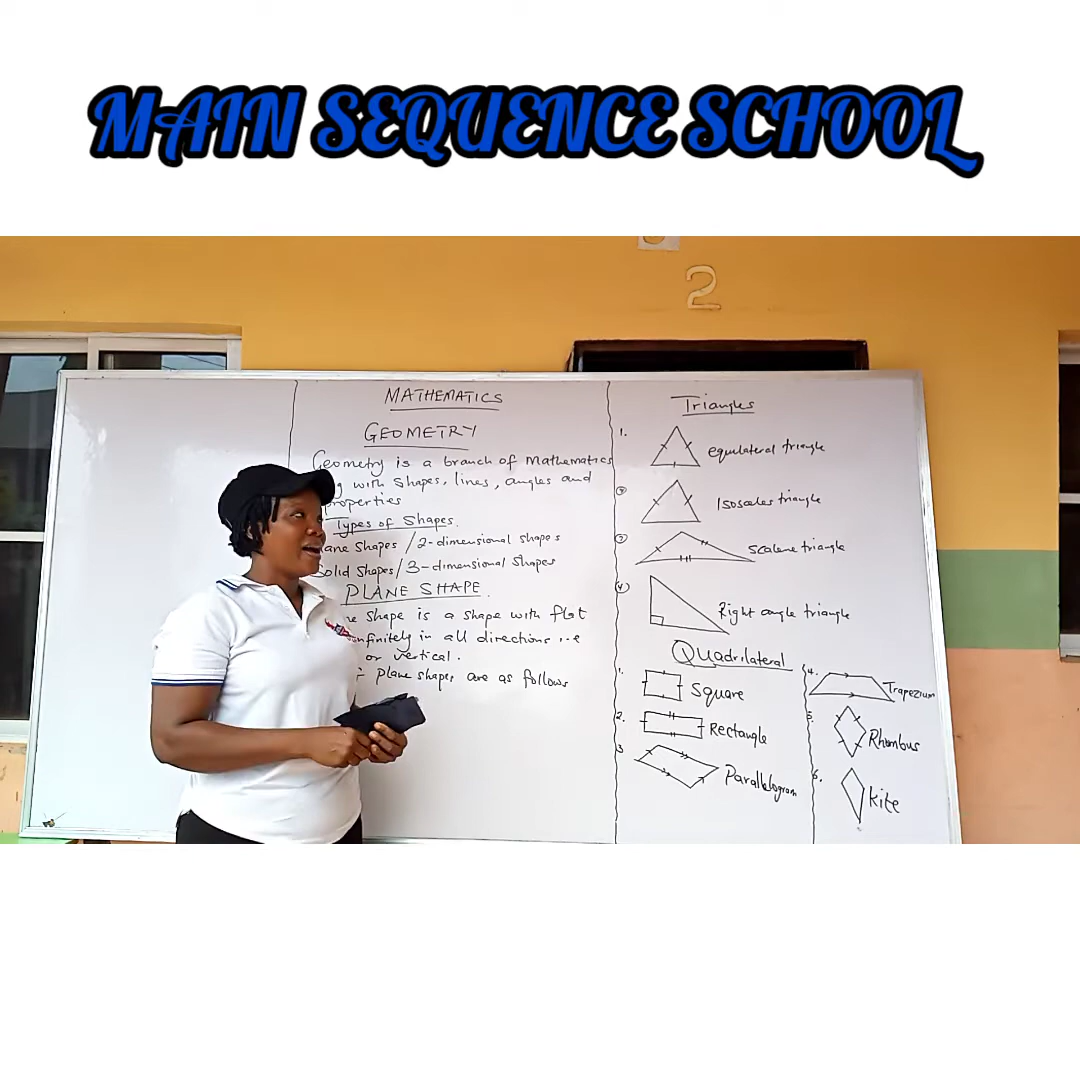 MAIN SEQUENCE SCHOOL
2
MATHEMATICS
GEOMETRY
Geometry is a branch of Mathematics
with shapes, lines, angles and
properties
Types of Shapes.
Shapes / 2-dimensional shapes
Solid Shapes / 3-dimensional Shapes
PLANE SHAPE.
Shape is a shape with flat
in all directions i.e
or vertical.
plane shapes are as follows
Triangles
1. equilateral triangle
Isosceles triangle
3 scalene triangle
4 Right angle triangle
Quadrilateral
1. Square
2. Rectangle
3 Parallelogram
4. Trapezium
5. Rhombus
6. Kite